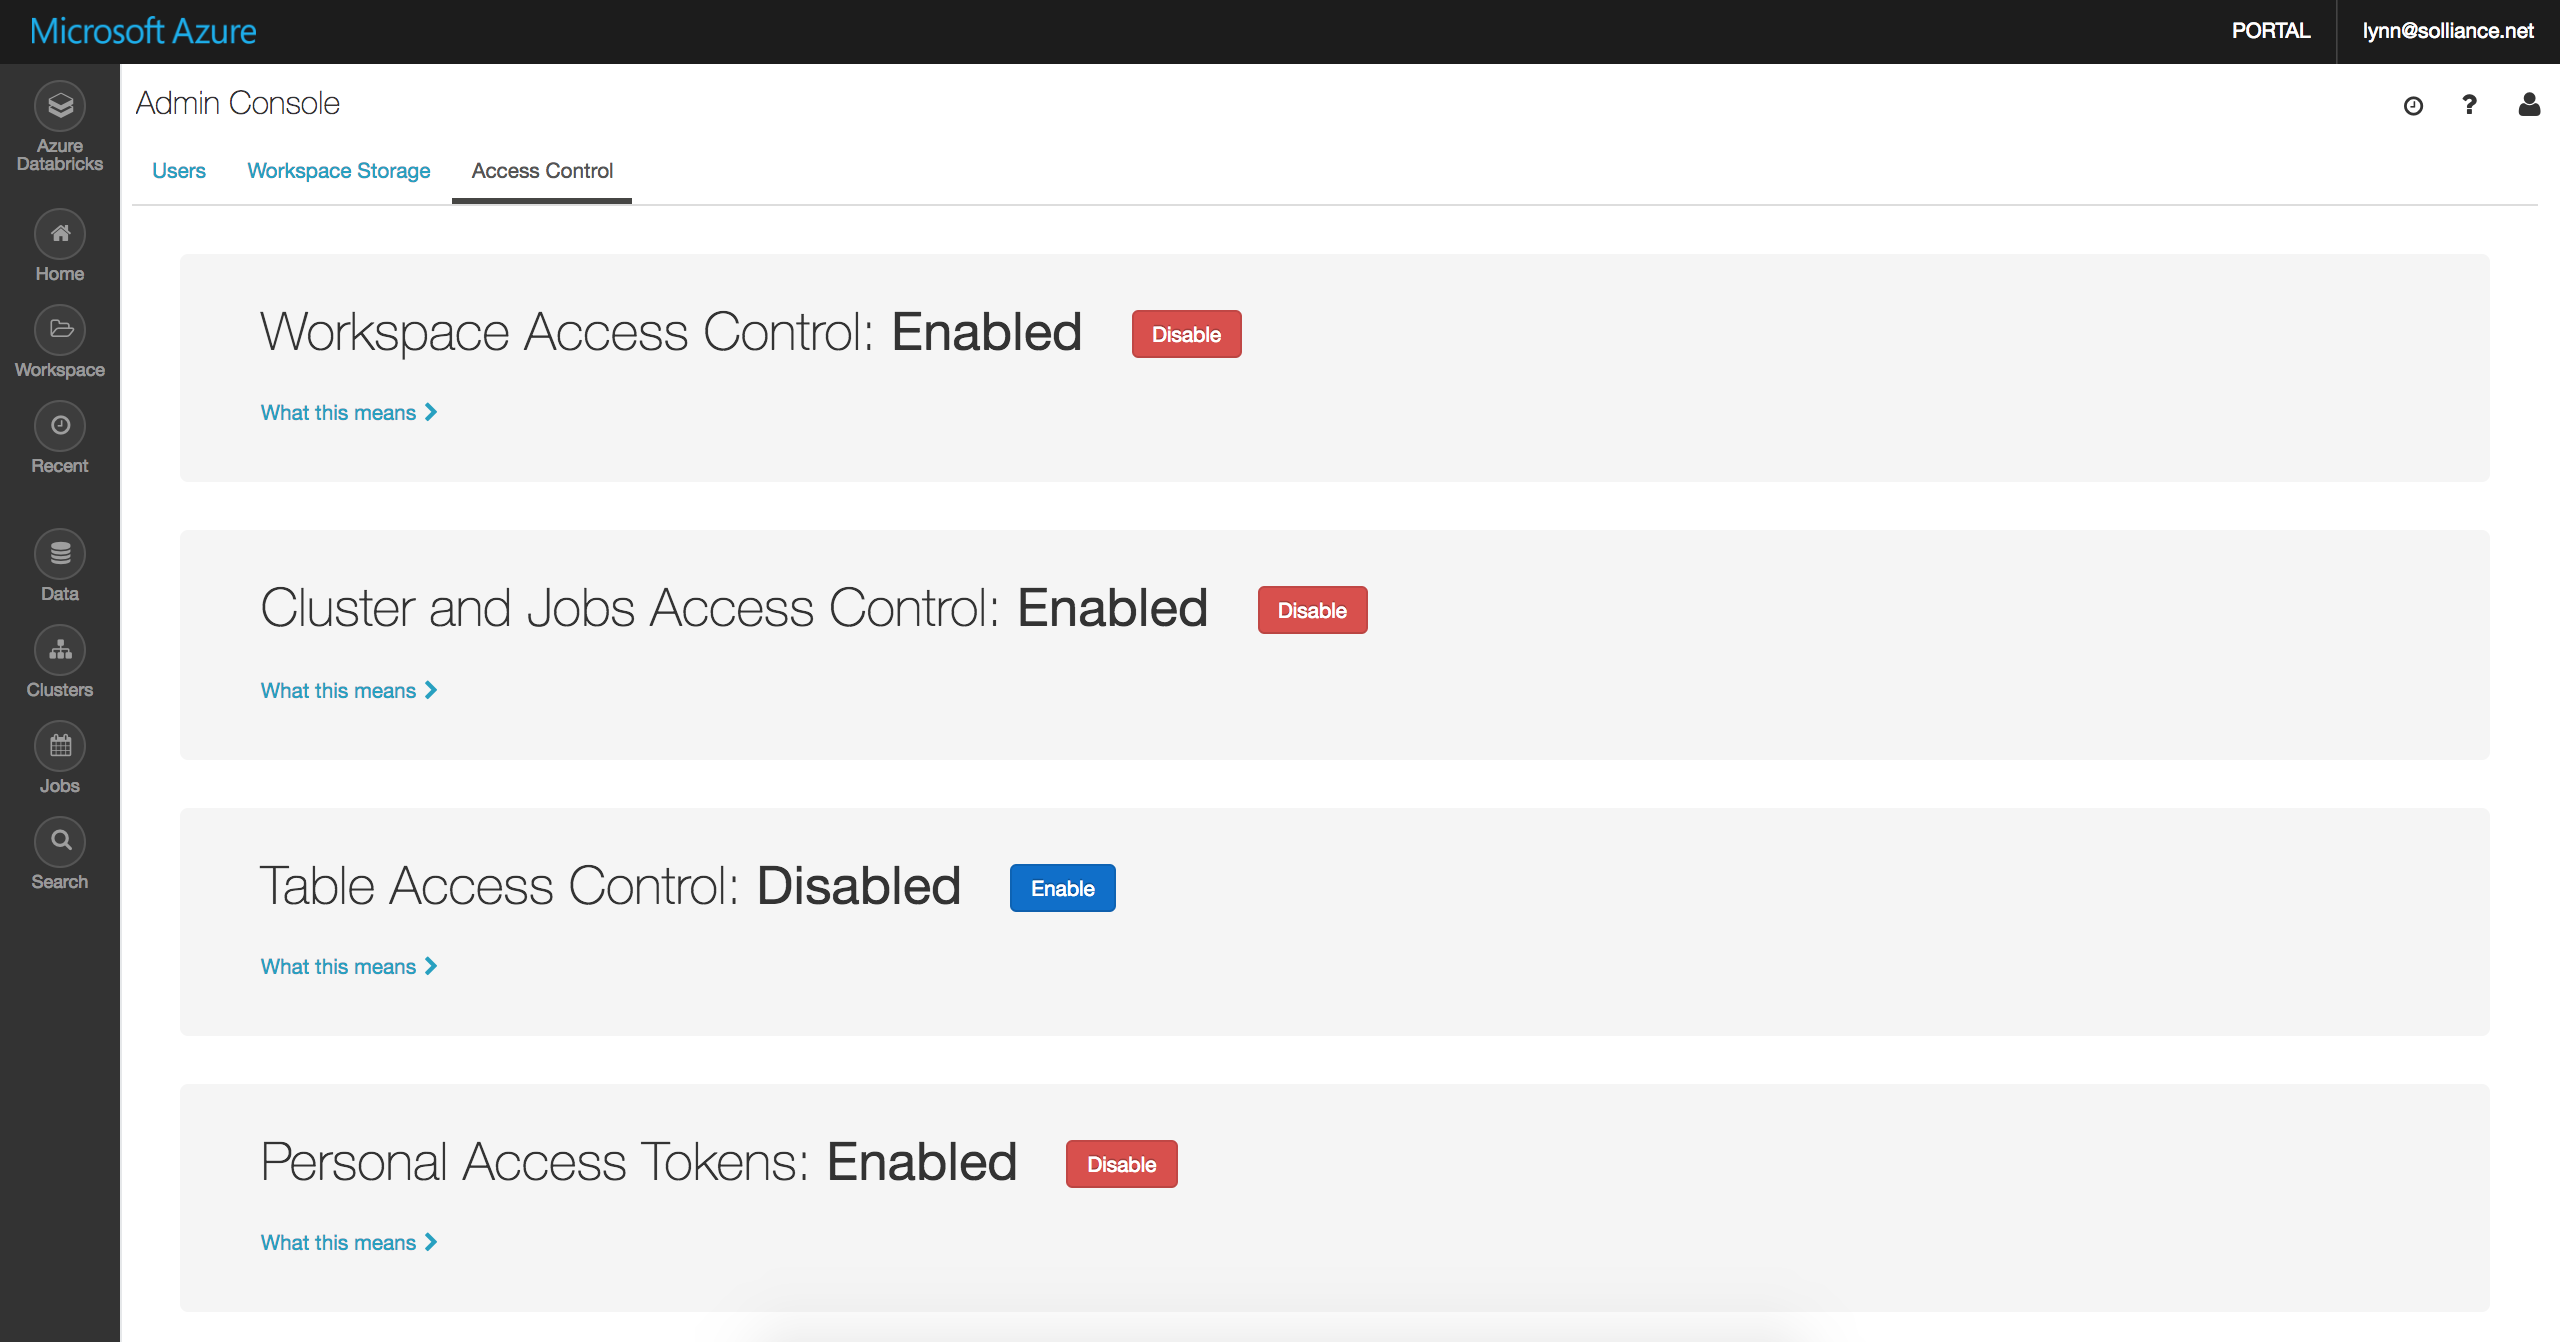 Microsoft Azure
PORTAL
lynn@solliance.net
Azure
Databricks
Home
Workspace
Recent
Data
Clusters
Jobs
Search
Admin Console
?
Users
Workspace Storage
Access Control
Workspace Access Control: Enabled
Disable
What this means
Cluster and Jobs Access Control: Enabled
Disable
What this means
Table Access Control: Disabled
Enable
What this means
Personal Access Tokens: Enabled
Disable
What this means